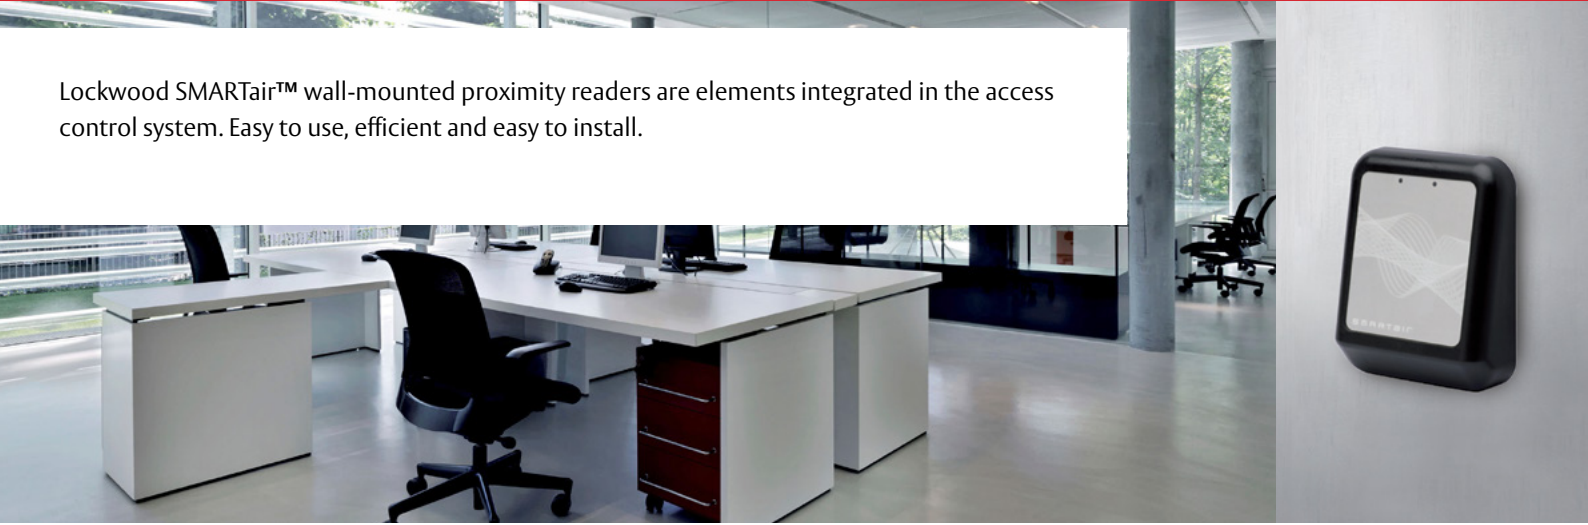 Lockwood SMARTair™ wall-mounted proximity readers are elements integrated in the access
control system. Easy to use, efficient and easy to install.
SMARTair